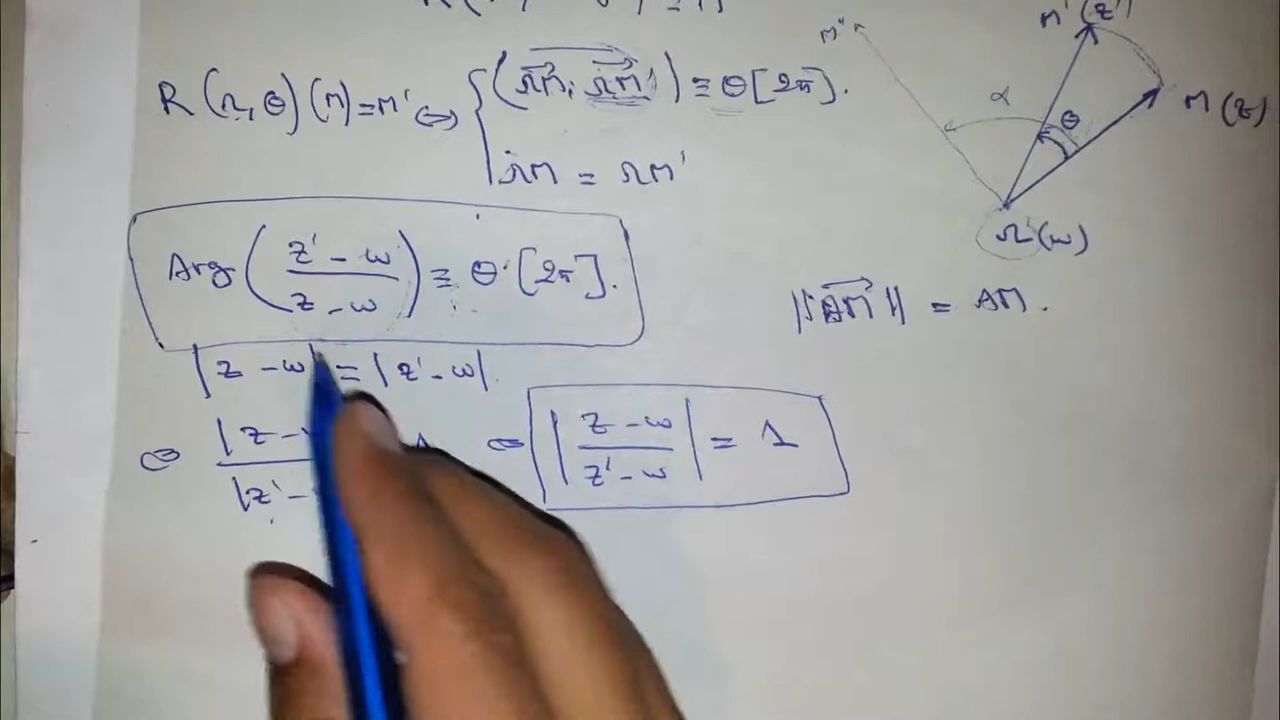 R(Ω,θ)(M)=M' ⇔ { (ΩM⃗; ΩM'⃗) ≡ θ[2π].
ΩM = ΩM'
Arg((z' - w)/(z - w)) ≡ θ [2π].
|z - w| = |z' - w|
⇔ |z -
|z' -
⇔ |(z - w)/(z' - w)| = 1
M"
M'(z')
M(z)
α
θ
Ω(w)
||AM⃗|| = AM.